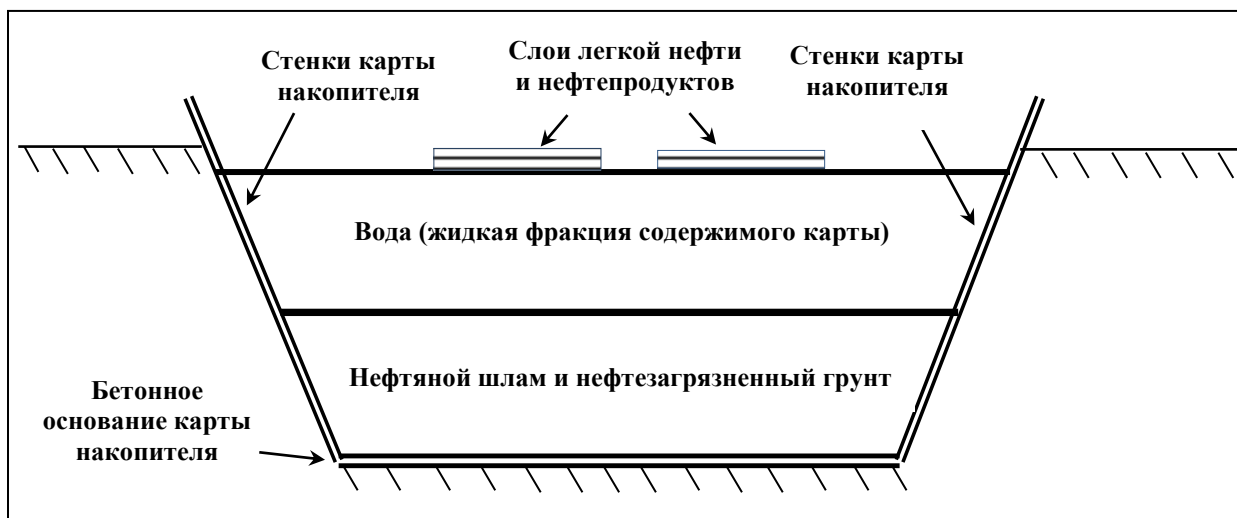 Стенки карты
накопителя
Слои легкой нефти
и нефтепродуктов
Стенки карты
накопителя
Вода (жидкая фракция содержимого карты)
Нефтяной шлам и нефтезагрязненный грунт
Бетонное
основание карты
накопителя